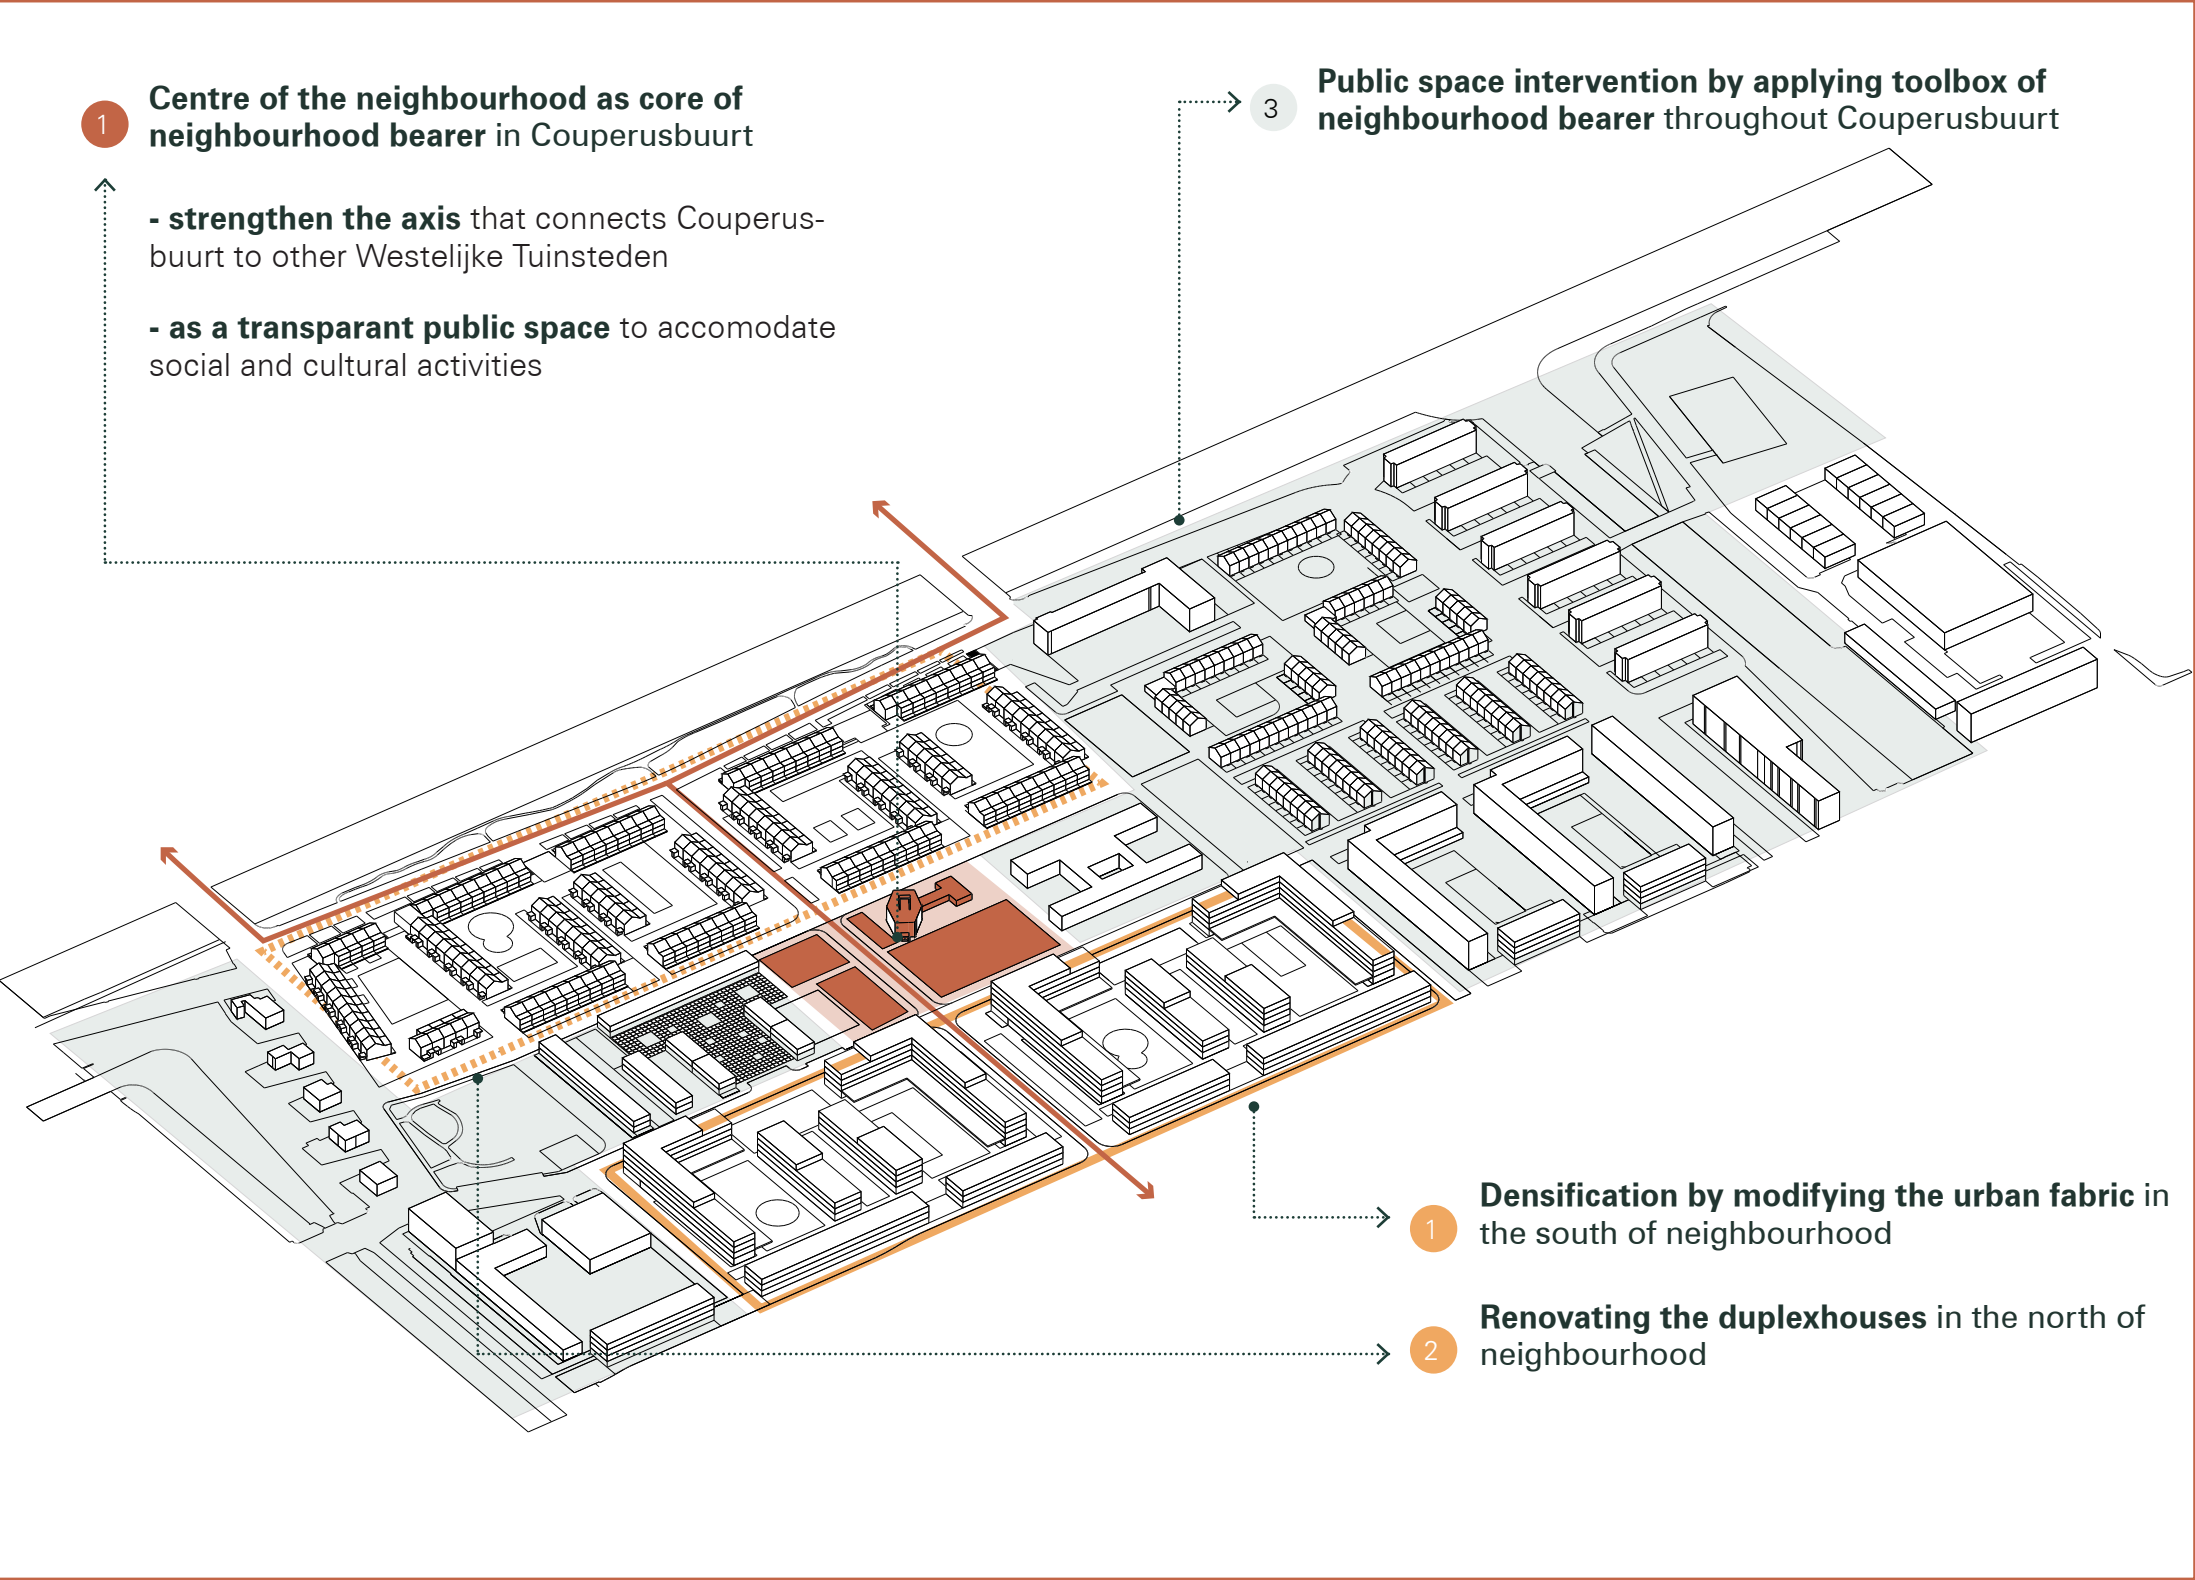 1
Centre of the neighbourhood as core of
neighbourhood bearer in Couperusbuurt
- strengthen the axis that connects Couperus-
buurt to other Westelijke Tuinsteden
- as a transparant public space to accomodate
social and cultural activities
3
Public space intervention by applying toolbox of
neighbourhood bearer throughout Couperusbuurt
1
Densification by modifying the urban fabric in
the south of neighbourhood
2
Renovating the duplexhouses in the north of
neighbourhood